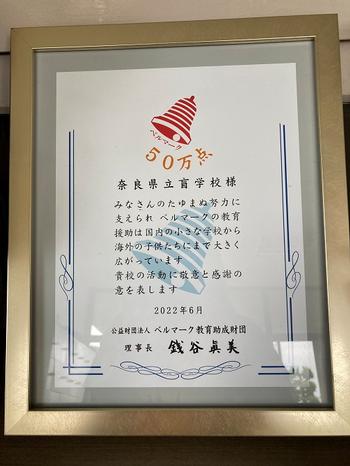 ベルマーク
50万点
奈良県立盲学校様
みなさんのたゆまぬ努力に
支えられ ベルマークの教育
援助は国内の小さな学校から
海外の子供たちにまで大きく
広がっています
貴校の活動に敬意と感謝の
意を表します
2022年6月
公益財団法人 ベルマーク教育助成財団
理事長 銭谷眞美